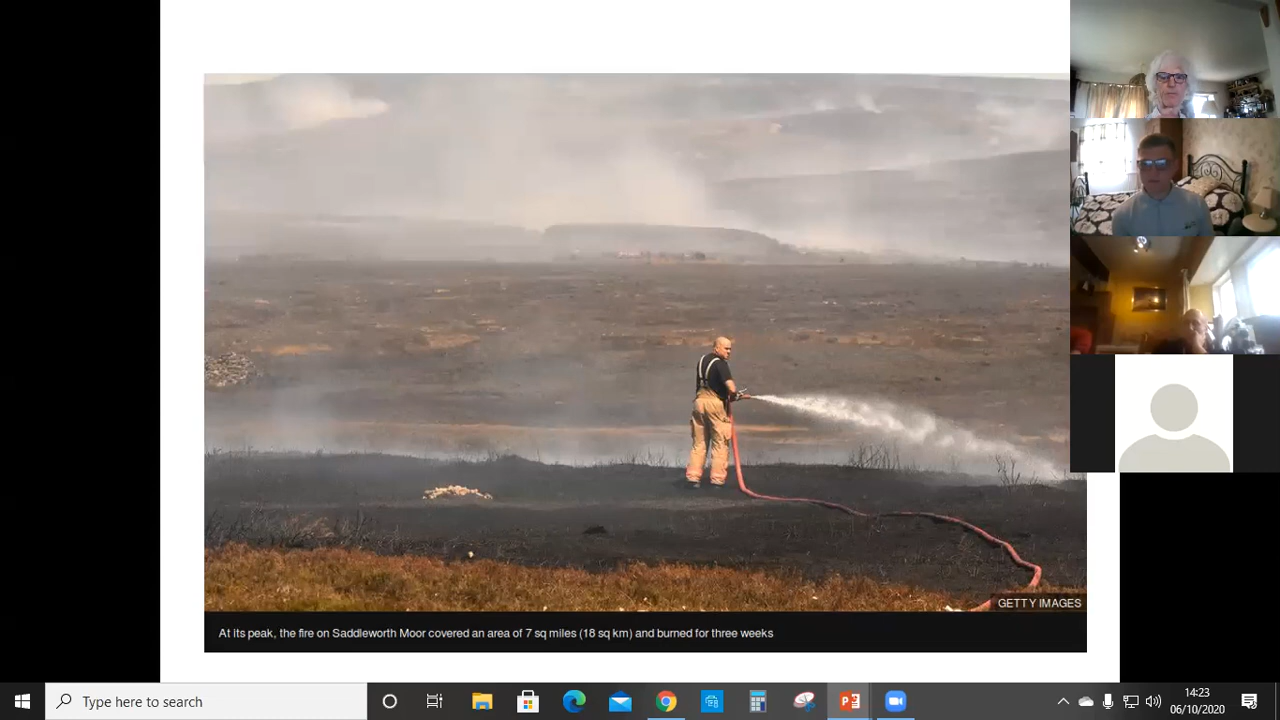 GETTY IMAGES
At its peak, the fire on Saddleworth Moor covered an area of 7 sq miles (18 sq km) and burned for three weeks
Type here to search
14:23
06/10/2020